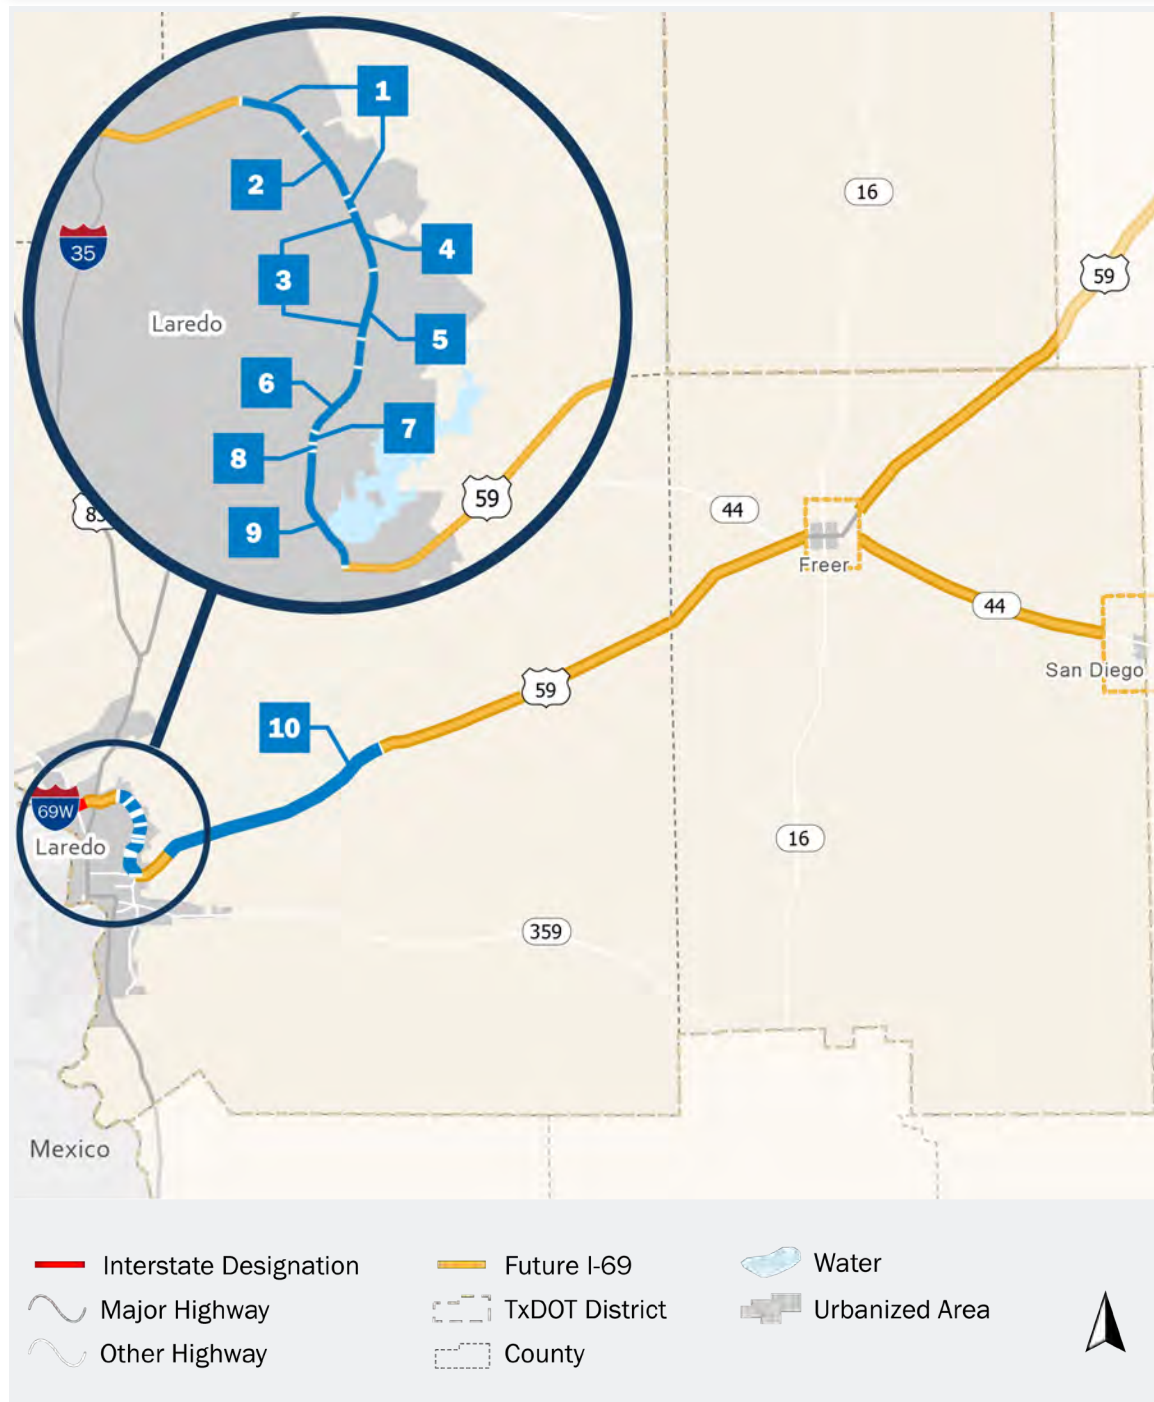 1
16
2
35
4
59
3
Laredo
5
6
7
8
59
44
9
Freer
44
San Diego
59
10
69W
Laredo
16
359
Mexico
Interstate Designation
Future I-69
Water
Major Highway
TxDOT District
Urbanized Area
Other Highway
County